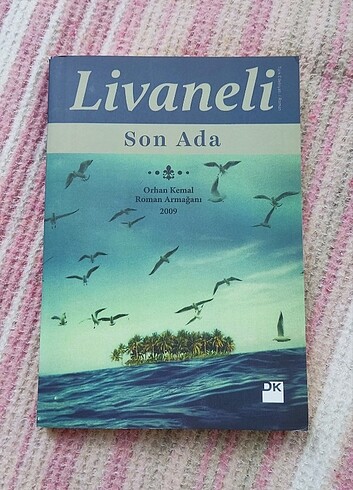 Livaneli
Son Ada
Orhan Kemal
Roman Armağanı
2009
DK